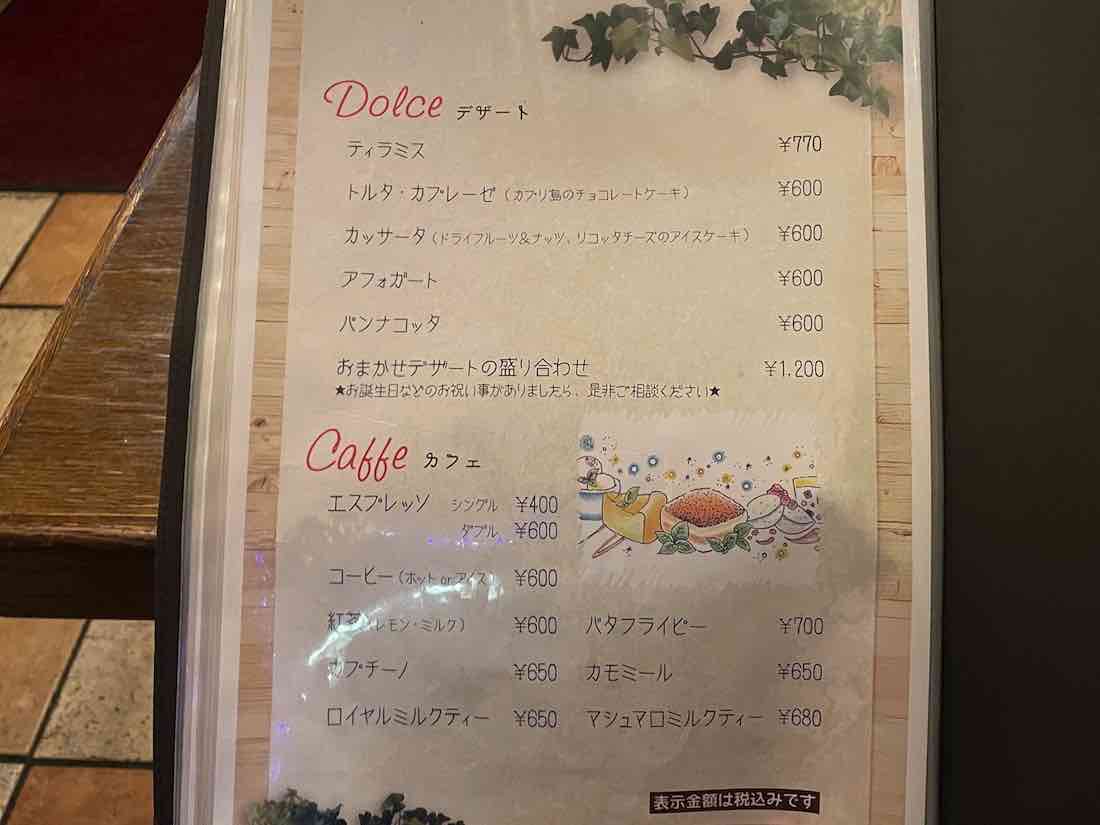 Dolce デザート
ティラミス ¥770
トルタ・カプレーゼ（カプリ島のチョコレートケーキ） ¥600
カッサータ（ドライフルーツ＆ナッツ、リコッタチーズのアイスケーキ） ¥600
アフォガート ¥600
パンナコッタ ¥600
おまかせデザートの盛り合わせ ¥1.200
★お誕生日などのお祝い事がありましたら、是非ご相談ください★
Caffe カフェ
エスプレッソ シングル ¥400
ダブル ¥600
コーヒー（ホット or アイス） ¥600
紅茶（レモン・ミルク） ¥600 バタフライピー ¥700
カプチーノ ¥650 カモミール ¥650
ロイヤルミルクティー ¥650 マシュマロミルクティー ¥680
表示金額は税込みです